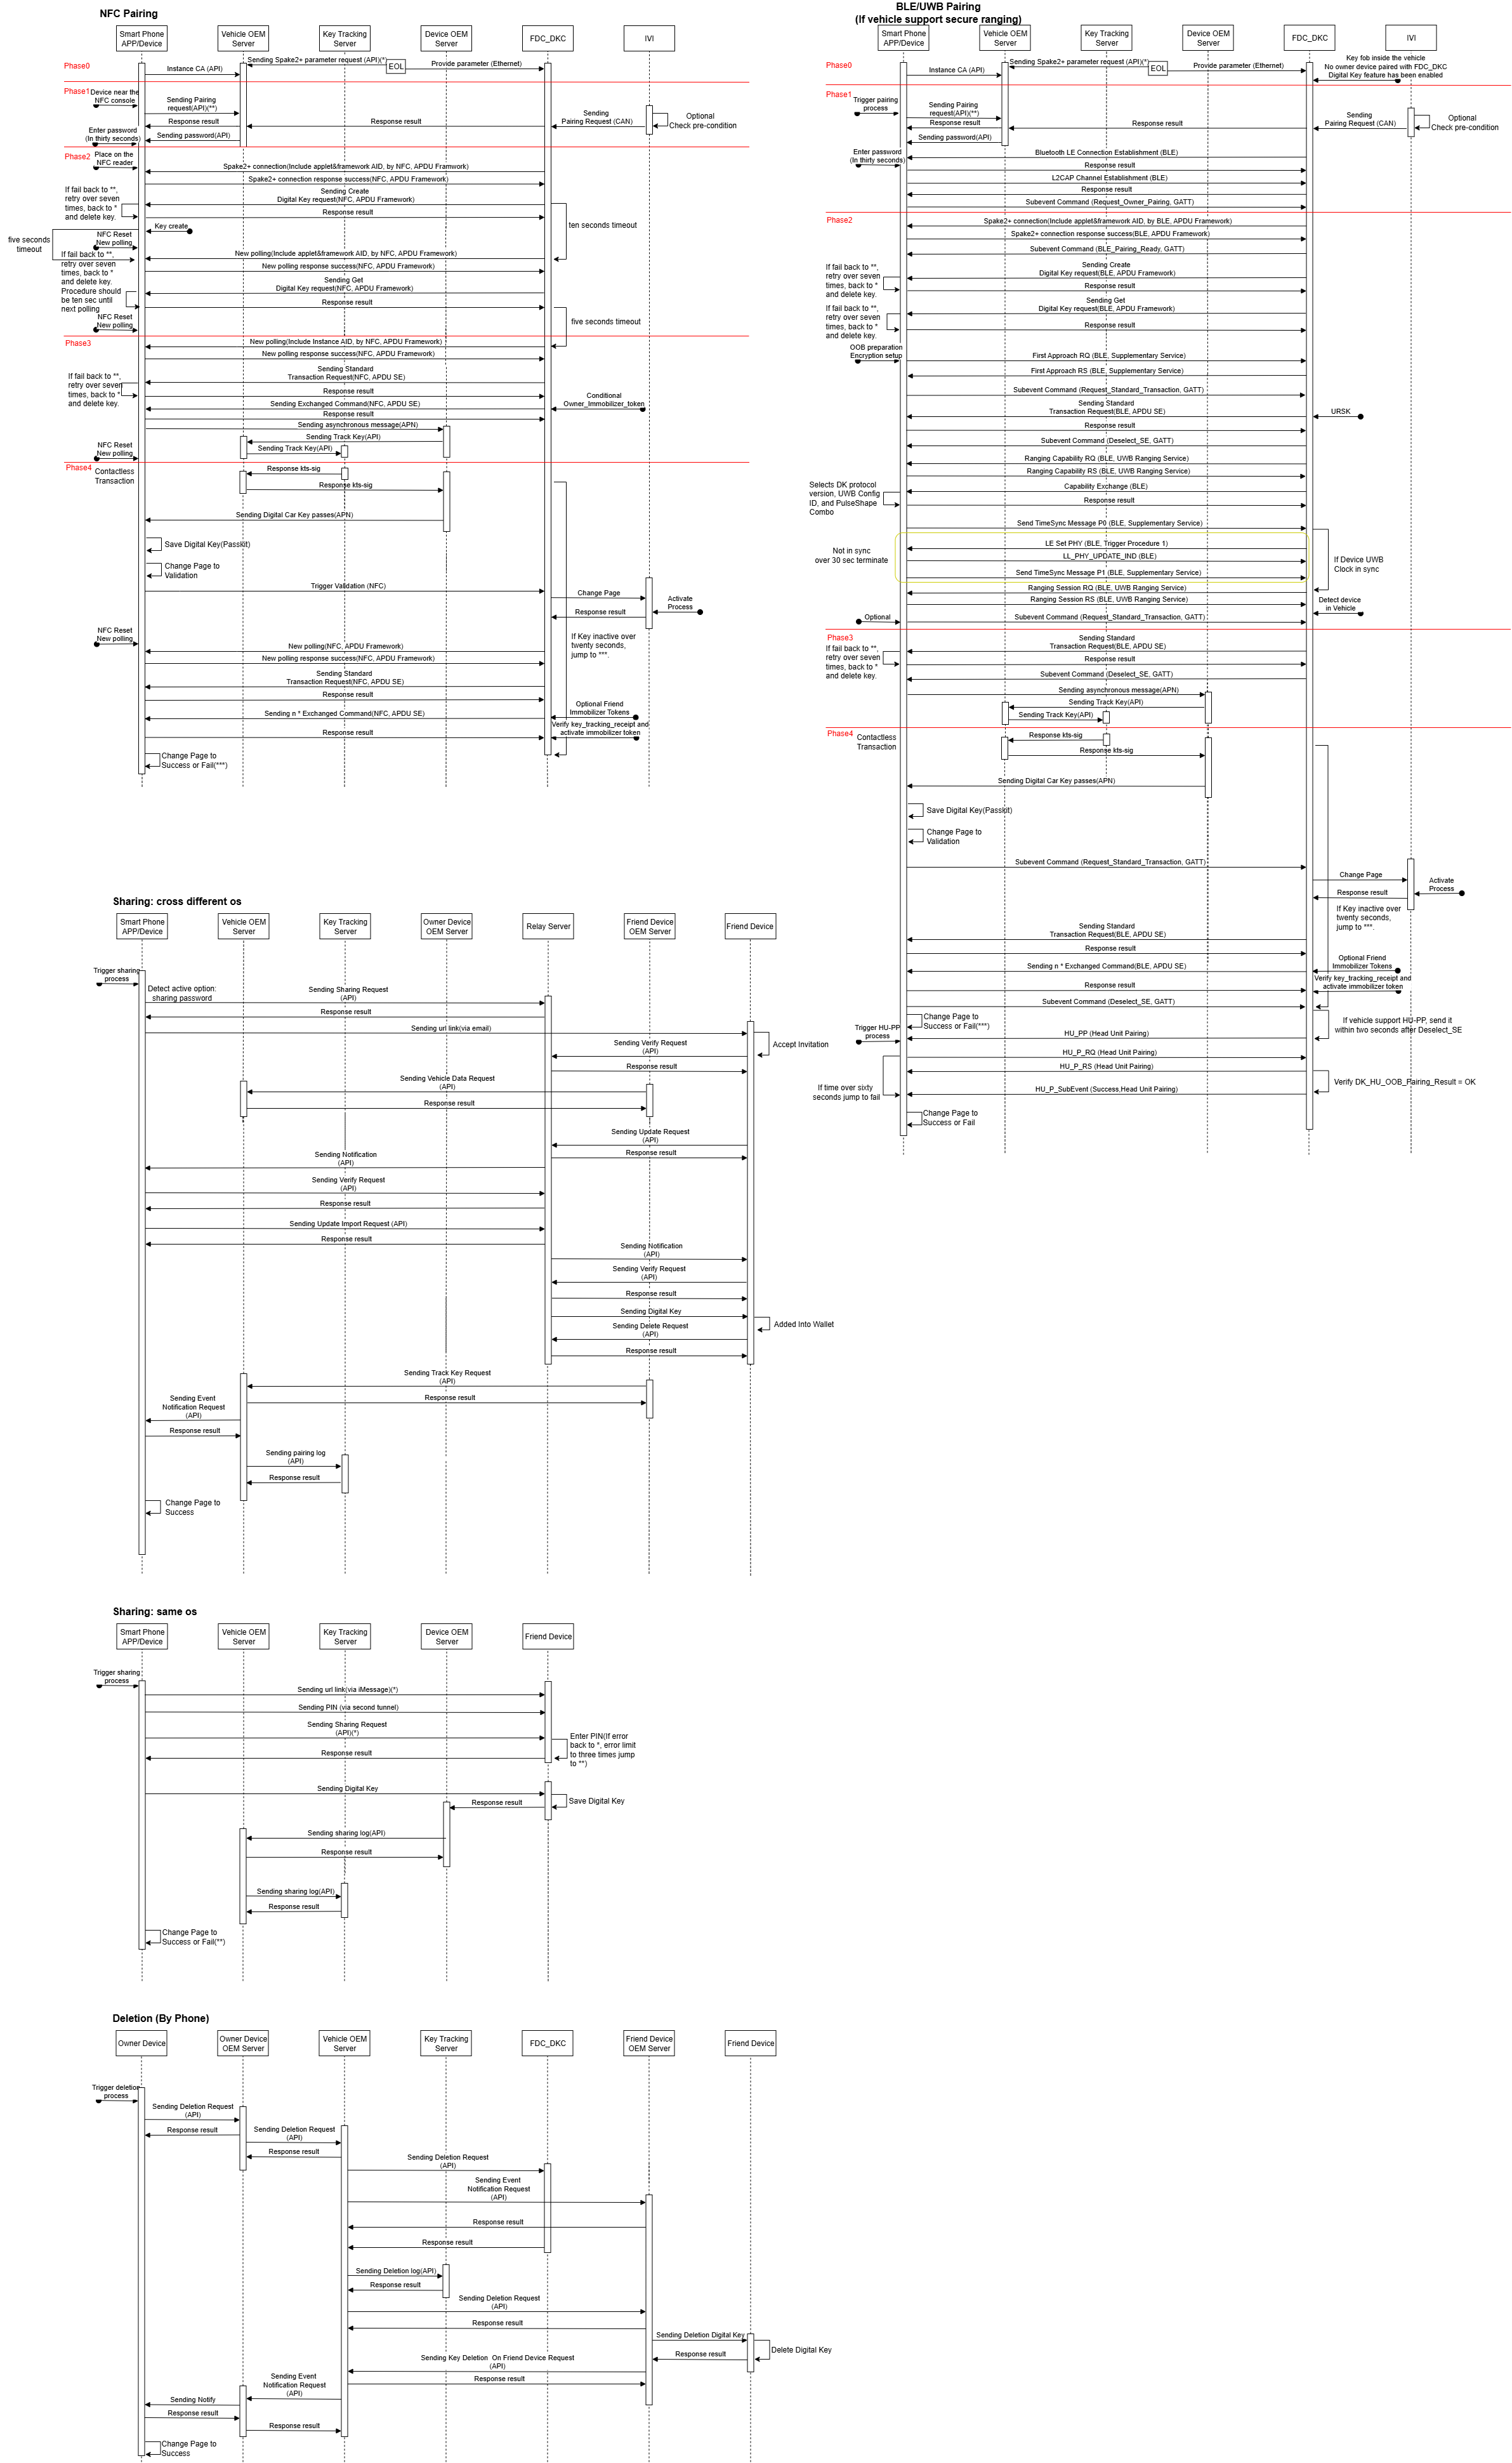 NFC Pairing
Smart Phone
APP/Device
Vehicle OEM
Server
Key Tracking
Server
Device OEM
Server
FDC_DKC
IVI
Phase0
Sending Spake2+ parameter request (API)(*)
EOL
Provide parameter (Ethernet)
Instance CA (API)
Phase1
Device near the
NFC console
Sending Pairing
request(API)(**)
Sending
Pairing Request (CAN)
Optional
Check pre-condition
Response result
Response result
Enter password
(In thirty seconds)
Sending password(API)
Phase2
Place on the
NFC reader
Spake2+ connection(Include applet&framework AID, by NFC, APDU Framwork)
Spake2+ connection response success(NFC, APDU Framework)
If fail back to **,
retry over seven
times, back to *
and delete key.
Sending Create
Digital Key request(NFC, APDU Framework)
Response result
ten seconds timeout
Key create
five seconds
timeout
NFC Reset
New polling
New polling(Include applet&framework AID, by NFC, APDU Framework)
If fail back to **,
retry over seven
times, back to *
and delete key.
Procedure should
be ten sec until
next polling
New polling response success(NFC, APDU Framework)
Sending Get
Digital Key request(NFC, APDU Framework)
Response result
NFC Reset
New polling
five seconds timeout
Phase3
New polling(Include Instance AID, by NFC, APDU Framework)
New polling response success(NFC, APDU Framework)
If fail back to **,
retry over seven
times, back to *
and delete key.
Sending Standard
Transaction Request(NFC, APDU SE)
Response result
Conditional
Owner_Immobilizer_token
Sending Exchanged Command(NFC, APDU SE)
Response result
Sending asynchronous message(APN)
Sending Track Key(API)
NFC Reset
New polling
Sending Track Key(API)
Phase4
Contactless
Transaction
Response kts-sig
Response kts-sig
Sending Digital Car Key passes(APN)
Save Digital Key(Passkit)
Change Page to
Validation
Trigger Validation (NFC)
Change Page
Activate
Process
Response result
NFC Reset
New polling
If Key inactive over
twenty seconds,
jump to ***.
New polling(NFC, APDU Framework)
New polling response success(NFC, APDU Framework)
Sending Standard
Transaction Request(NFC, APDU SE)
Response result
Optional Friend
Immobilizer Tokens
Sending n * Exchanged Command(NFC, APDU SE)
Verify key_tracking_receipt and
activate immobilizer token
Response result
Change Page to
Success or Fail(***)
BLE/UWB Pairing
(If vehicle support secure ranging)
Smart Phone
APP/Device
Vehicle OEM
Server
Key Tracking
Server
Device OEM
Server
FDC_DKC
IVI
Phase0
Sending Spake2+ parameter request (API)(*)
EOL
Provide parameter (Ethernet)
Instance CA (API)
Key fob inside the vehicle
No owner device paired with FDC_DKC
Digital Key feature has been enabled
Phase1
Trigger pairing
process
Sending Pairing
request(API)(**)
Sending
Pairing Request (CAN)
Optional
Check pre-condition
Response result
Response result
Sending password(API)
Enter password
(In thirty seconds)
Bluetooth LE Connection Establishment (BLE)
Response result
L2CAP Channel Establishment (BLE)
Response result
Subevent Command (Request_Owner_Pairing, GATT)
Phase2
Spake2+ connection(Include applet&framework AID, by BLE, APDU Framework)
Spake2+ connection response success(BLE, APDU Framework)
Subevent Command (BLE_Pairing_Ready, GATT)
If fail back to **,
retry over seven
times, back to *
and delete key.
Sending Create
Digital Key request(BLE, APDU Framework)
Response result
If fail back to **,
retry over seven
times, back to *
and delete key.
Sending Get
Digital Key request(BLE, APDU Framework)
Response result
OOB preparation
Encryption setup
First Approach RQ (BLE, Supplementary Service)
First Approach RS (BLE, Supplementary Service)
Subevent Command (Request_Standard_Transaction, GATT)
Sending Standard
Transaction Request(BLE, APDU SE)
URSK
Response result
Subevent Command (Deselect_SE, GATT)
Ranging Capability RQ (BLE, UWB Ranging Service)
Ranging Capability RS (BLE, UWB Ranging Service)
Selects DK protocol
version, UWB Config
ID, and PulseShape
Combo
Capability Exchange (BLE)
Response result
Send TimeSync Message P0 (BLE, Supplementary Service)
Not in sync
over 30 sec terminate
LE Set PHY (BLE, Trigger Procedure 1)
LL_PHY_UPDATE_IND (BLE)
Send TimeSync Message P1 (BLE, Supplementary Service)
If Device UWB
Clock in sync
Ranging Session RQ (BLE, UWB Ranging Service)
Ranging Session RS (BLE, UWB Ranging Service)
Detect device
in Vehicle
Optional
Subevent Command (Request_Standard_Transaction, GATT)
Phase3
If fail back to **,
retry over seven
times, back to *
and delete key.
Sending Standard
Transaction Request(BLE, APDU SE)
Response result
Subevent Command (Deselect_SE, GATT)
Sending asynchronous message(APN)
Sending Track Key(API)
Sending Track Key(API)
Phase4
Contactless
Transaction
Response kts-sig
Response kts-sig
Sending Digital Car Key passes(APN)
Save Digital Key(Passkit)
Change Page to
Validation
Subevent Command (Request_Standard_Transaction, GATT)
Change Page
Activate
Process
Response result
If Key inactive over
twenty seconds,
jump to ***.
Sending Standard
Transaction Request(BLE, APDU SE)
Response result
Optional Friend
Immobilizer Tokens
Sending n * Exchanged Command(BLE, APDU SE)
Verify key_tracking_receipt and
activate immobilizer token
Response result
Subevent Command (Deselect_SE, GATT)
Change Page to
Success or Fail(***)
If vehicle support HU-PP, send it
within two seconds after Deselect_SE
Trigger HU-PP
process
HU_PP (Head Unit Pairing)
HU_P_RQ (Head Unit Pairing)
HU_P_RS (Head Unit Pairing)
Verify DK_HU_OOB_Pairing_Result = OK
If time over sixty
seconds jump to fail
HU_P_SubEvent (Success,Head Unit Pairing)
Change Page to
Success or Fail
Sharing: cross different os
Smart Phone
APP/Device
Vehicle OEM
Server
Key Tracking
Server
Owner Device
OEM Server
Relay Server
Friend Device
OEM Server
Friend Device
Trigger sharing
process
Detect active option:
sharing password
Sending Sharing Request
(API)
Response result
Sending url link(via email)
Accept Invitation
Sending Verify Request
(API)
Response result
Sending Vehicle Data Request
(API)
Response result
Sending Update Request
(API)
Response result
Sending Notification
(API)
Sending Verify Request
(API)
Response result
Sending Update Import Request (API)
Response result
Sending Notification
(API)
Sending Verify Request
(API)
Response result
Sending Digital Key
Added Into Wallet
Sending Delete Request
(API)
Response result
Sending Track Key Request
(API)
Response result
Sending Event
Notification Request
(API)
Response result
Sending pairing log
(API)
Response result
Change Page to
Success
Sharing: same os
Smart Phone
APP/Device
Vehicle OEM
Server
Key Tracking
Server
Device OEM
Server
Friend Device
Trigger sharing
process
Sending url link(via iMessage)(*)
Sending PIN (via second tunnel)
Sending Sharing Request
(API)(*)
Enter PIN(If error
back to *, error limit
to three times jump
to **)
Response result
Sending Digital Key
Save Digital Key
Response result
Sending sharing log(API)
Response result
Sending sharing log(API)
Response result
Change Page to
Success or Fail(**)
Deletion (By Phone)
Owner Device
Owner Device
OEM Server
Vehicle OEM
Server
Key Tracking
Server
FDC_DKC
Friend Device
OEM Server
Friend Device
Trigger deletion
process
Sending Deletion Request
(API)
Response result
Sending Deletion Request
(API)
Response result
Sending Deletion Request
(API)
Sending Event
Notification Request
(API)
Response result
Response result
Sending Deletion log(API)
Response result
Sending Deletion Request
(API)
Response result
Sending Deletion Digital Key
Delete Digital Key
Response result
Sending Key Deletion On Friend Device Request
(API)
Response result
Sending Event
Notification Request
(API)
Sending Notify
Response result
Response result
Change Page to
Success